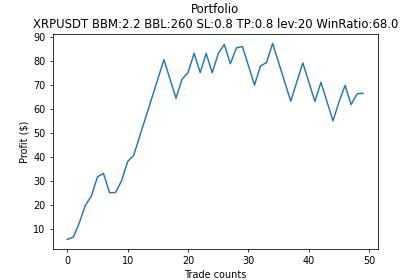 Portfolio
XRPUSDT BBM:2.2 BBL:260 SL:0.8 TP:0.8 lev:20 WinRatio:68.0
Profit ($)
90
80
70
60
50
40
30
20
10
0 10 20 30 40 50
Trade counts